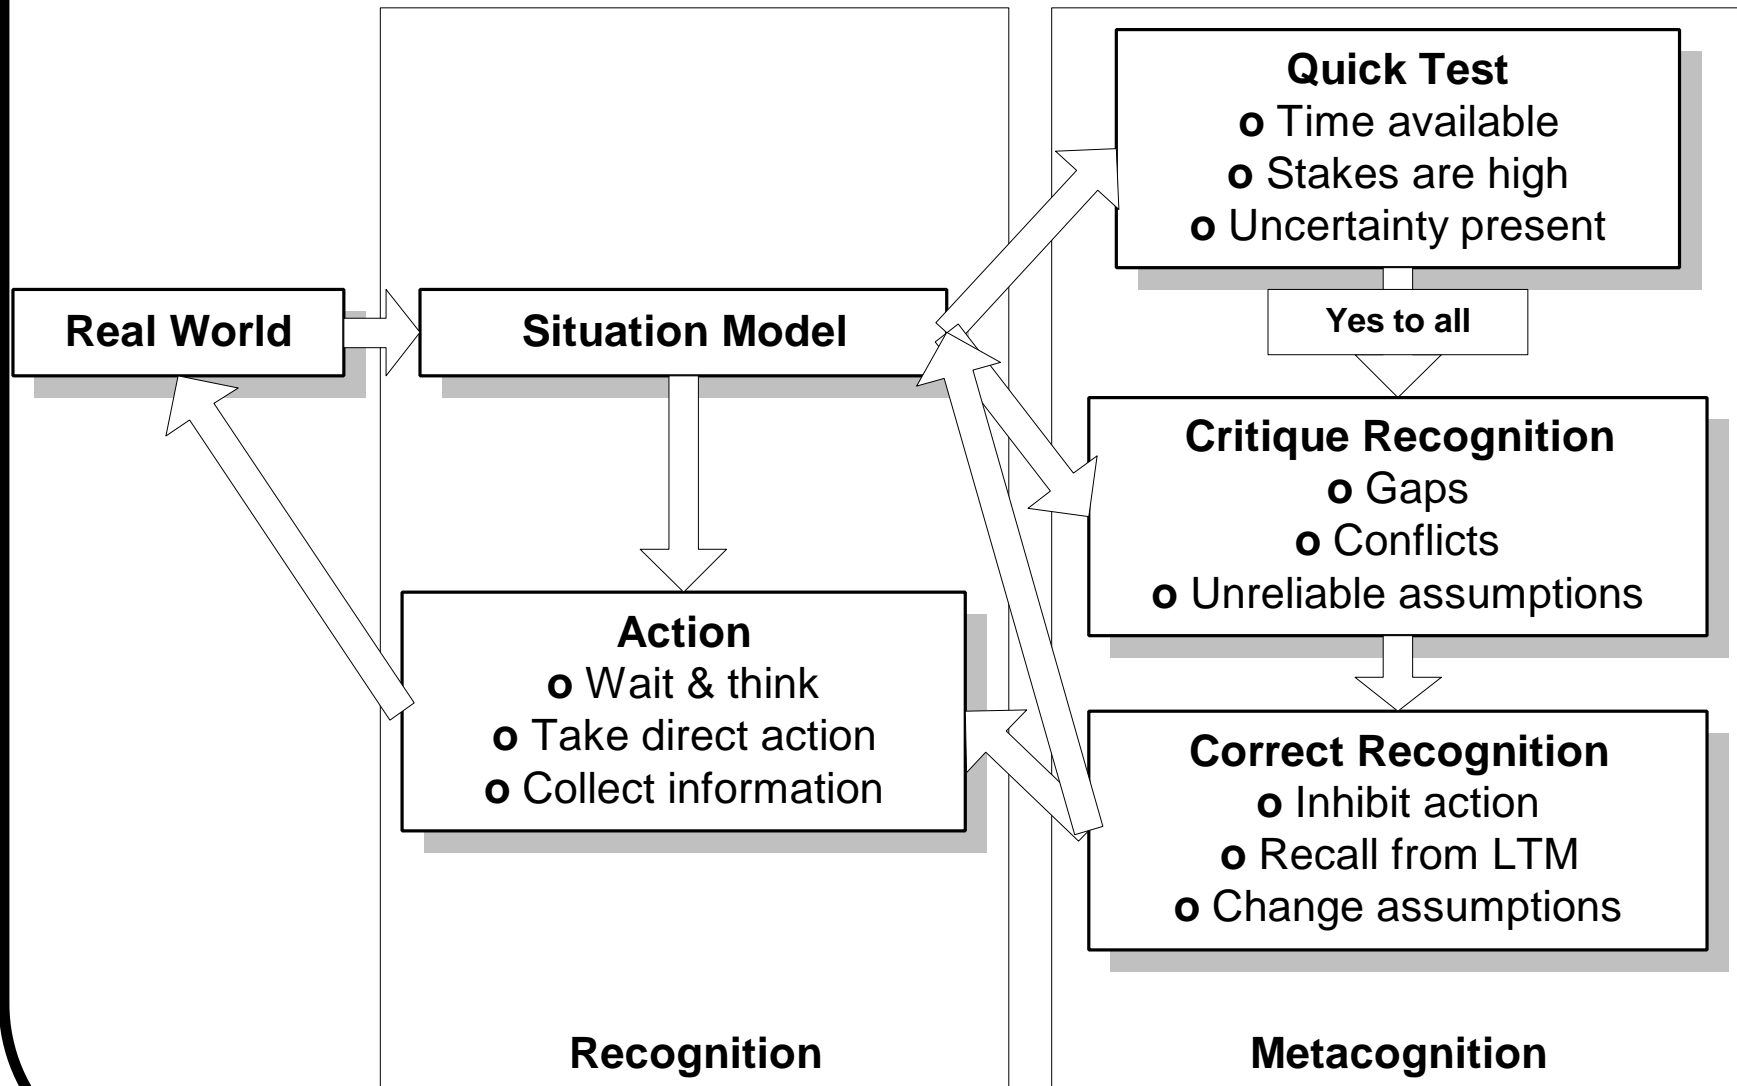 Real World
Situation Model
Action
o Wait & think
o Take direct action
o Collect information
Recognition
Quick Test
o Time available
o Stakes are high
o Uncertainty present
Yes to all
Critique Recognition
o Gaps
o Conflicts
o Unreliable assumptions
Correct Recognition
o Inhibit action
o Recall from LTM
o Change assumptions
Metacognition